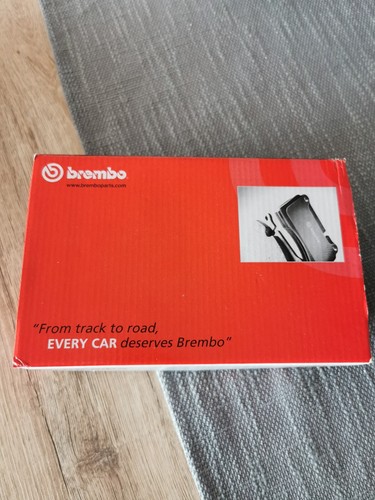 brembo
www.bremboparts.com
"From track to road,
EVERY CAR deserves Brembo"